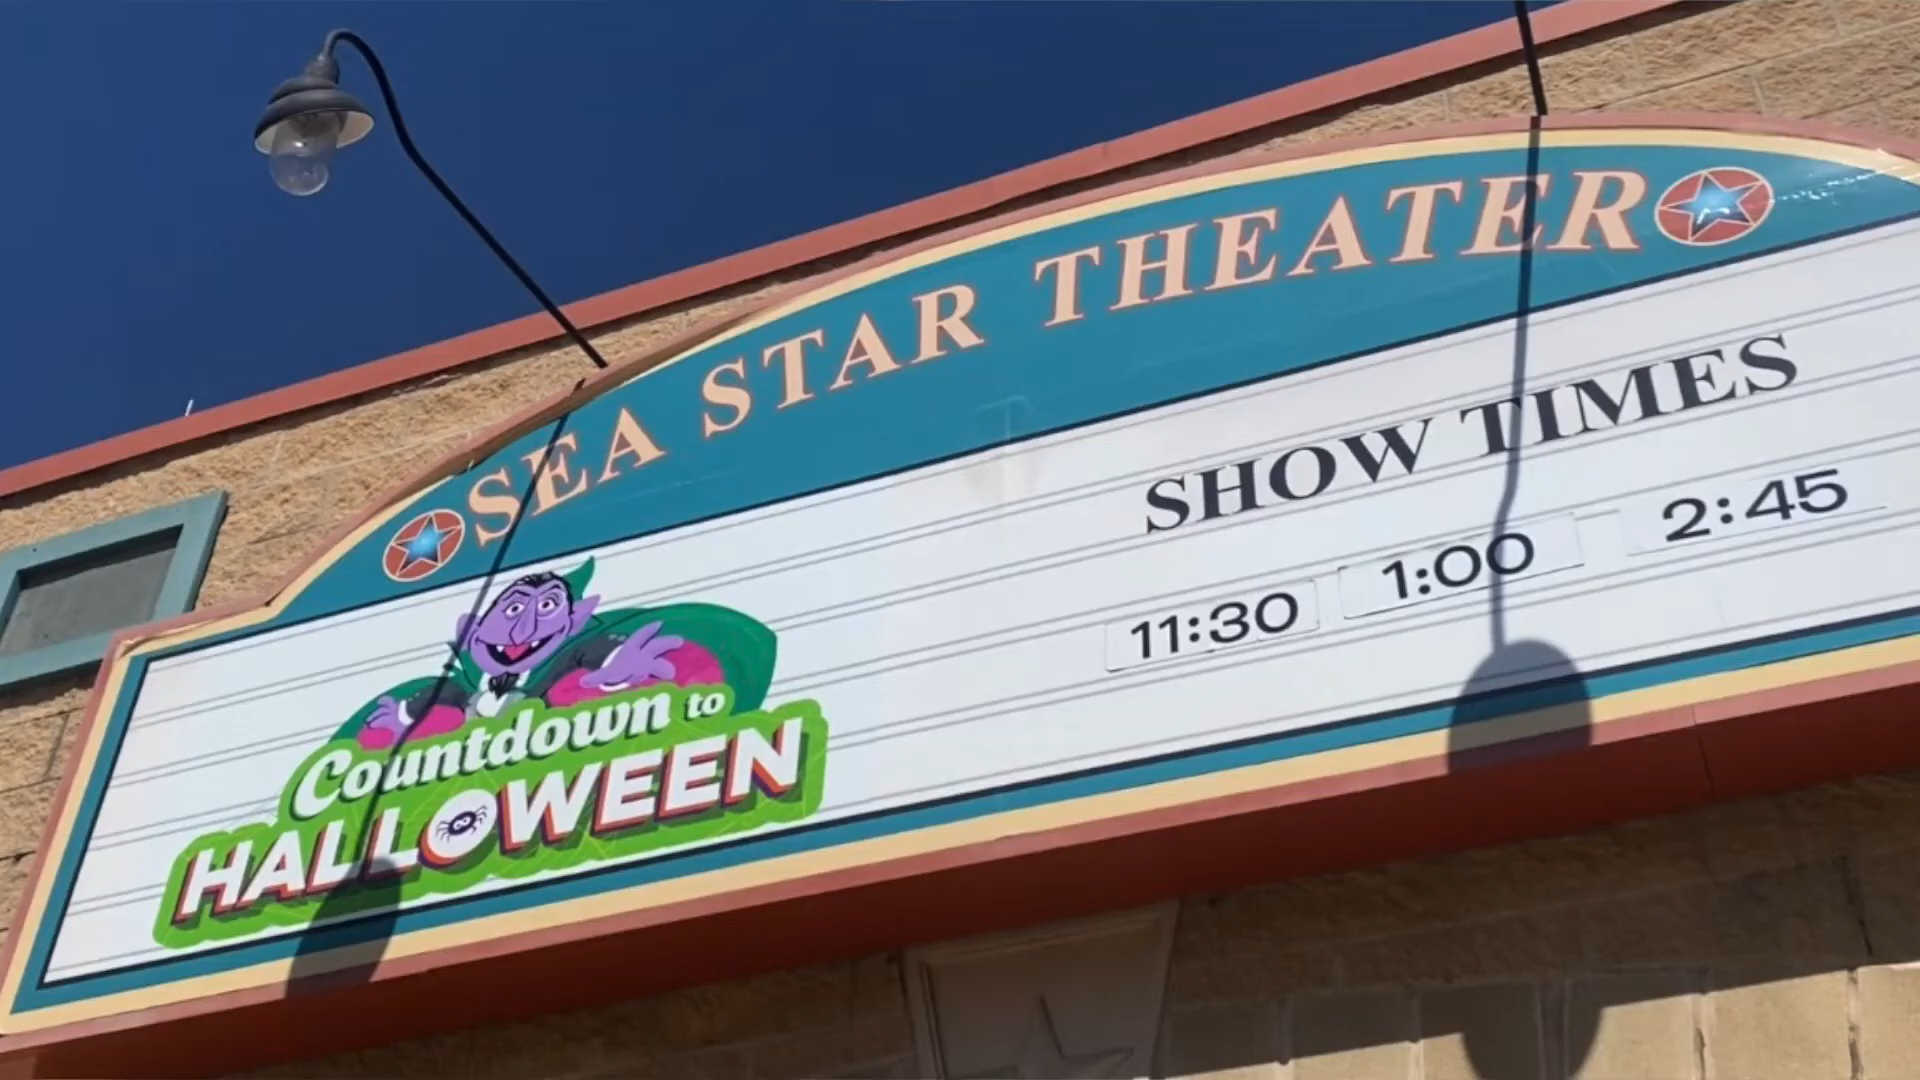 SEA STAR THEATER
SHOW TIMES
11:30 1:00 2:45
Countdown to
HALLOWEEN